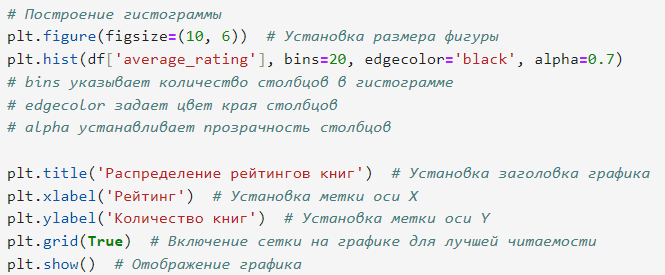 # Построение гистограммы
plt.figure(figsize=(10, 6))  # Установка размера фигуры
plt.hist(df['average_rating'], bins=20, edgecolor='black', alpha=0.7)
# bins указывает количество столбцов в гистограмме
# edgecolor задает цвет края столбцов
# alpha устанавливает прозрачность столбцов

plt.title('Распределение рейтингов книг')  # Установка заголовка графика
plt.xlabel('Рейтинг')  # Установка метки оси X
plt.ylabel('Количество книг')  # Установка метки оси Y
plt.grid(True)  # Включение сетки на графике для лучшей читаемости
plt.show()  # Отображение графика